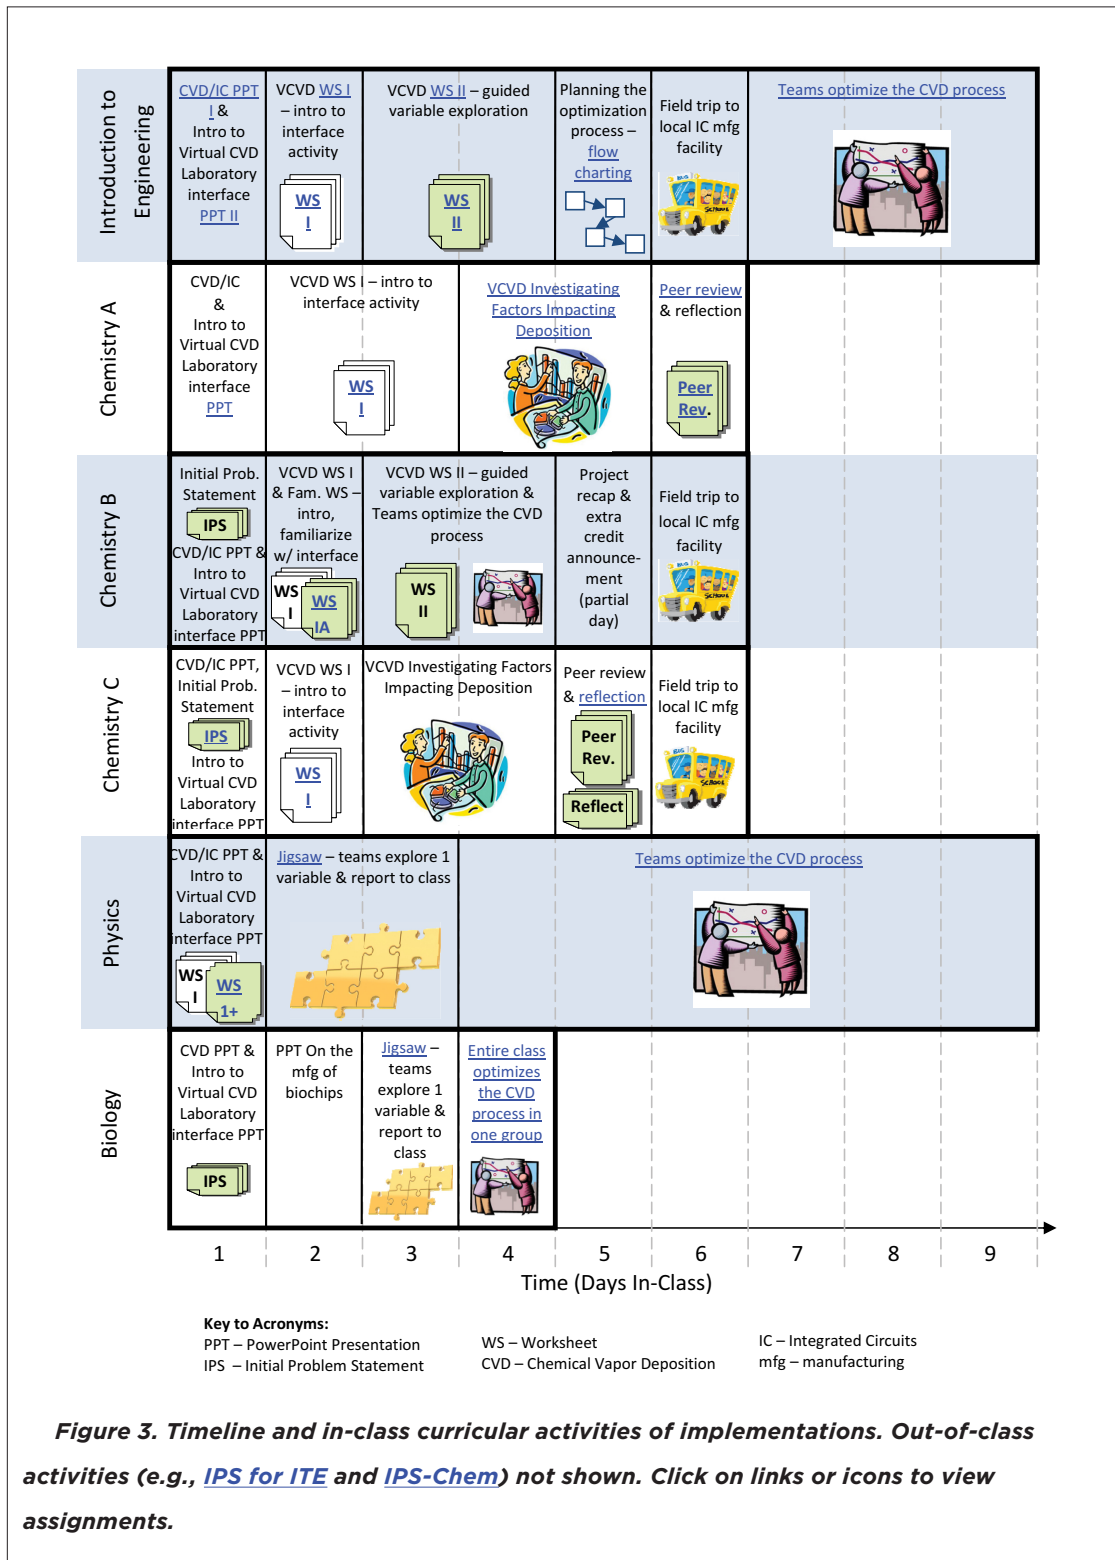 Introduction to
Engineering
CVD/IC PPT
I &
Intro to
Virtual CVD
Laboratory
interface
PPT II
VCVD WS I
– intro to
interface
activity
WS
I
VCVD WS II – guided
variable exploration
WS
II
Planning the
optimization
process –
flow
charting
Field trip to
local IC mfg
facility
SCHOOL
Teams optimize the CVD process
Chemistry A
CVD/IC
&
Intro to
Virtual CVD
Laboratory
interface
PPT
VCVD WS I – intro to
interface activity
WS
I
VCVD Investigating
Factors Impacting
Deposition
Peer review
& reflection
Peer
Rev.
Chemistry B
Initial Prob.
Statement
IPS
CVD/IC PPT &
Intro to
Virtual CVD
Laboratory
interface PPT
VCVD WS I
& Fam. WS –
intro,
familiarize
w/ interface
WS
I
WS
IA
VCVD WS II – guided
variable exploration &
Teams optimize the CVD
process
WS
II
Project
recap &
extra
credit
announce-
ment
(partial
day)
Field trip to
local IC mfg
facility
SCHOOL
Chemistry C
CVD/IC PPT,
Initial Prob.
Statement
IPS
Intro to
Virtual CVD
Laboratory
interface PPT
VCVD WS I
– intro to
interface
activity
WS
I
VCVD Investigating Factors
Impacting Deposition
Peer review
& reflection
Peer
Rev.
Reflect
Field trip to
local IC mfg
facility
SCHOOL
Physics
CVD/IC PPT &
Intro to
Virtual CVD
Laboratory
interface PPT
WS
I
WS
1+
Jigsaw – teams explore 1
variable & report to class
Teams optimize the CVD process
Biology
CVD PPT &
Intro to
Virtual CVD
Laboratory
interface PPT
IPS
PPT On the
mfg of
biochips
Jigsaw –
teams
explore 1
variable &
report to
class
Entire class
optimizes
the CVD
process in
one group
1 2 3 4 5 6 7 8 9
Time (Days In-Class)
Key to Acronyms:
PPT – PowerPoint Presentation
IPS – Initial Problem Statement
WS – Worksheet
CVD – Chemical Vapor Deposition
IC – Integrated Circuits
mfg – manufacturing
Figure 3. Timeline and in-class curricular activities of implementations. Out-of-class
activities (e.g., IPS for ITE and IPS-Chem) not shown. Click on links or icons to view
assignments.